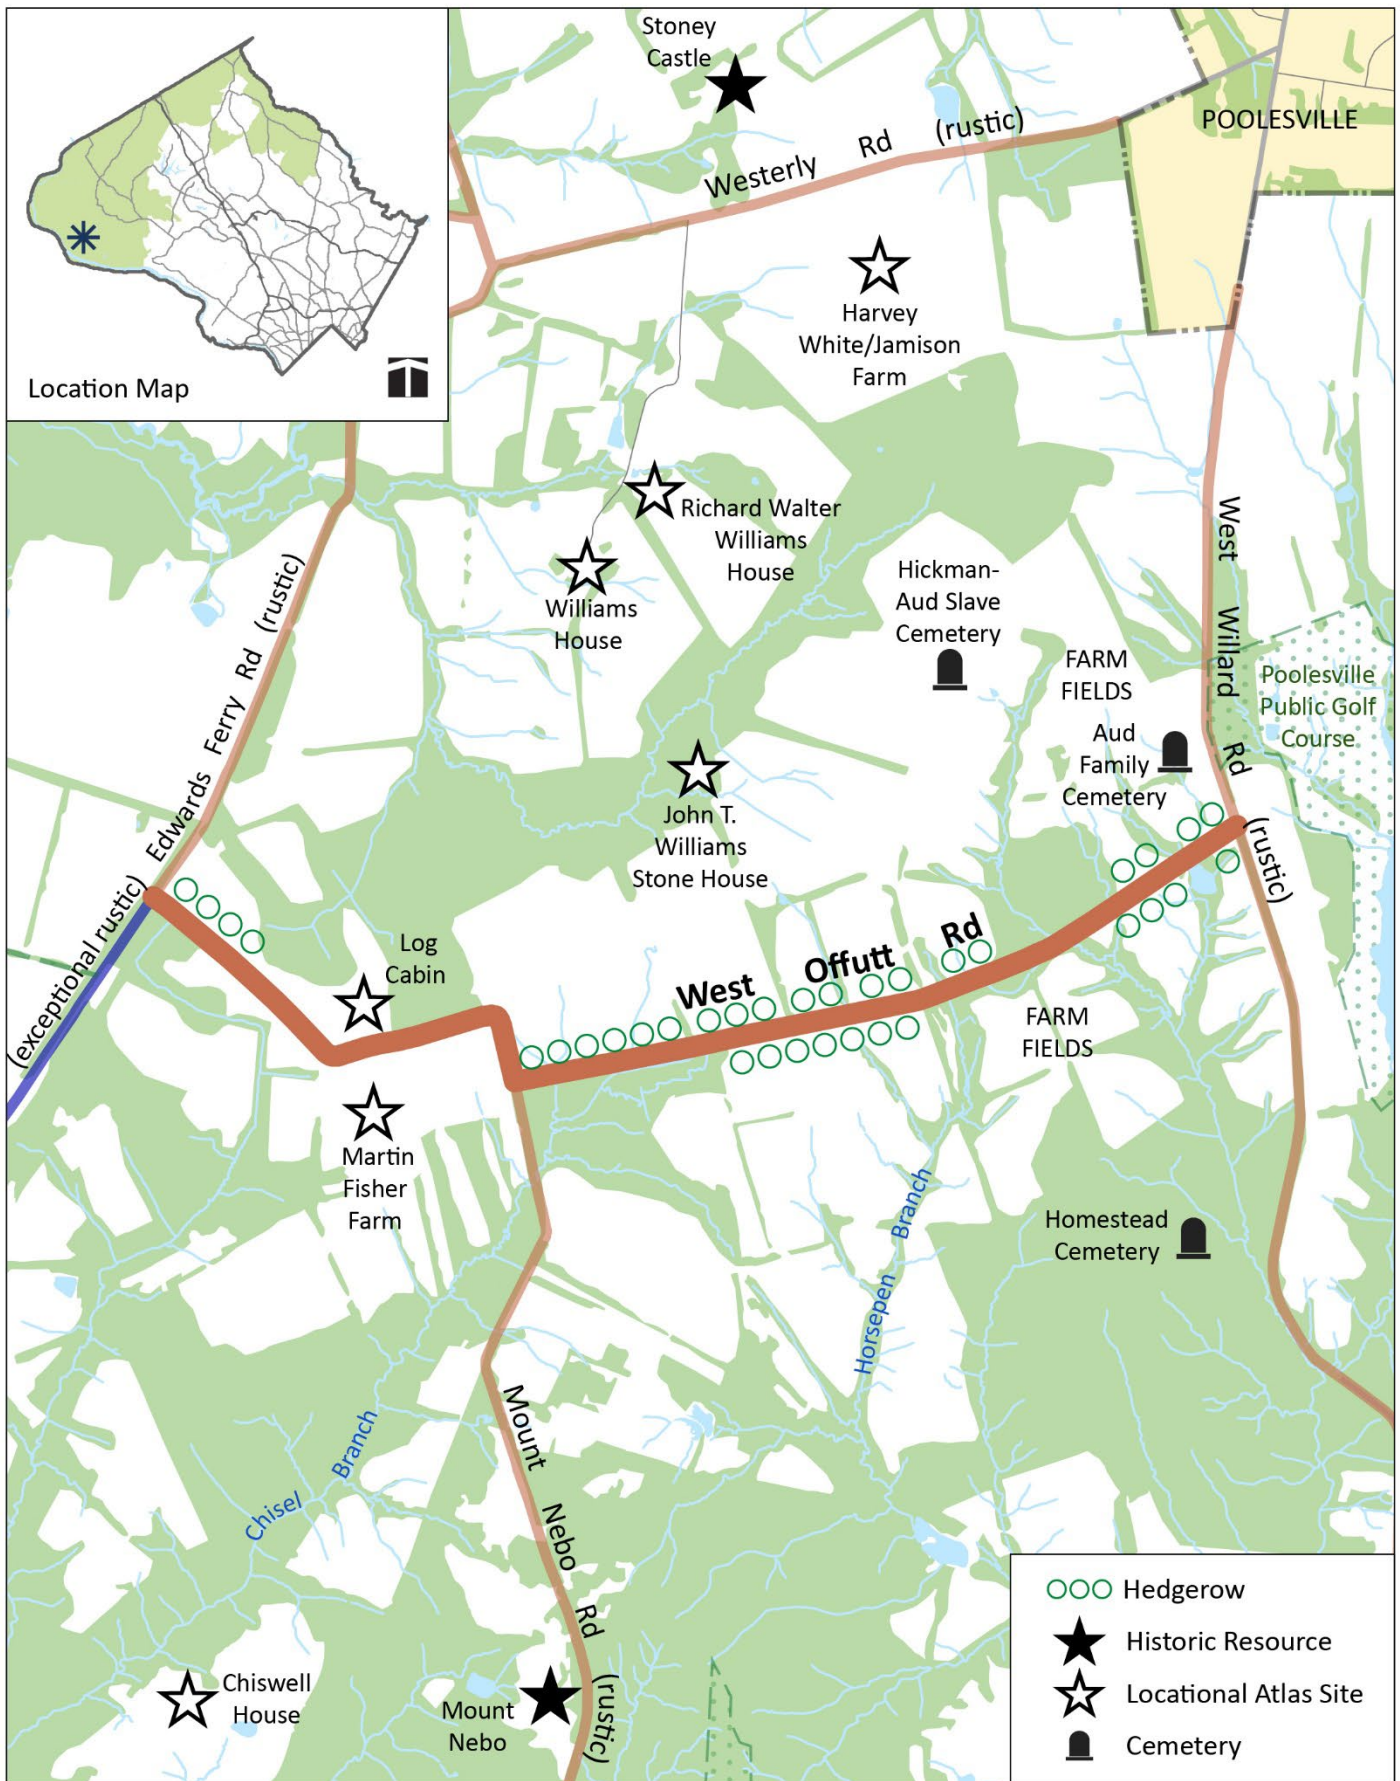 Stoney
Castle
POOLESVILLE
Westerly Rd (rustic)
Location Map
Harvey
White/Jamison
Farm
Richard Walter
Williams
House
Williams
House
Hickman-
Aud Slave
Cemetery
West Willard Rd (rustic)
FARM
FIELDS
Poolesville
Public Golf
Course
Aud
Family
Cemetery
Edwards Ferry Rd (rustic)
(exceptional rustic)
John T.
Williams
Stone House
Log
Cabin
West Offutt Rd
FARM
FIELDS
Martin
Fisher
Farm
Homestead
Cemetery
Horsepen Branch
Mount Nebo Rd (rustic)
Chisel Branch
Chiswell
House
Mount
Nebo
Hedgerow
Historic Resource
Locational Atlas Site
Cemetery